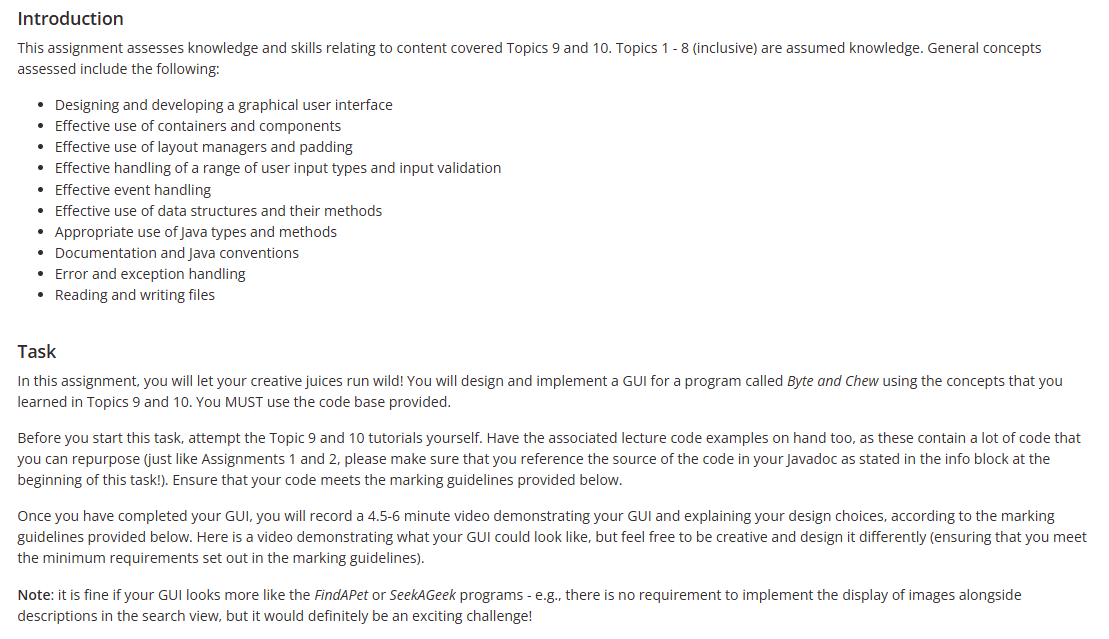 Introduction
This assignment assesses knowledge and skills relating to content covered Topics 9 and 10. Topics 1 - 8 (inclusive) are assumed knowledge. General concepts
assessed include the following:
• Designing and developing a graphical user interface
• Effective use of containers and components
• Effective use of layout managers and padding
• Effective handling of a range of user input types and input validation
• Effective event handling
• Effective use of data structures and their methods
• Appropriate use of Java types and methods
• Documentation and Java conventions
• Error and exception handling
• Reading and writing files
Task
In this assignment, you will let your creative juices run wild! You will design and implement a GUI for a program called Byte and Chew using the concepts that you
learned in Topics 9 and 10. You MUST use the code base provided.
Before you start this task, attempt the Topic 9 and 10 tutorials yourself. Have the associated lecture code examples on hand too, as these contain a lot of code that
you can repurpose (just like Assignments 1 and 2, please make sure that you reference the source of the code in your Javadoc as stated in the info block at the
beginning of this task!). Ensure that your code meets the marking guidelines provided below.
Once you have completed your GUI, you will record a 4.5-6 minute video demonstrating your GUI and explaining your design choices, according to the marking
guidelines provided below. Here is a video demonstrating what your GUI could look like, but feel free to be creative and design it differently (ensuring that you meet
the minimum requirements set out in the marking guidelines).
Note: it is fine if your GUI looks more like the FindAPet or SeekAGeek programs - e.g., there is no requirement to implement the display of images alongside
descriptions in the search view, but it would definitely be an exciting challenge!